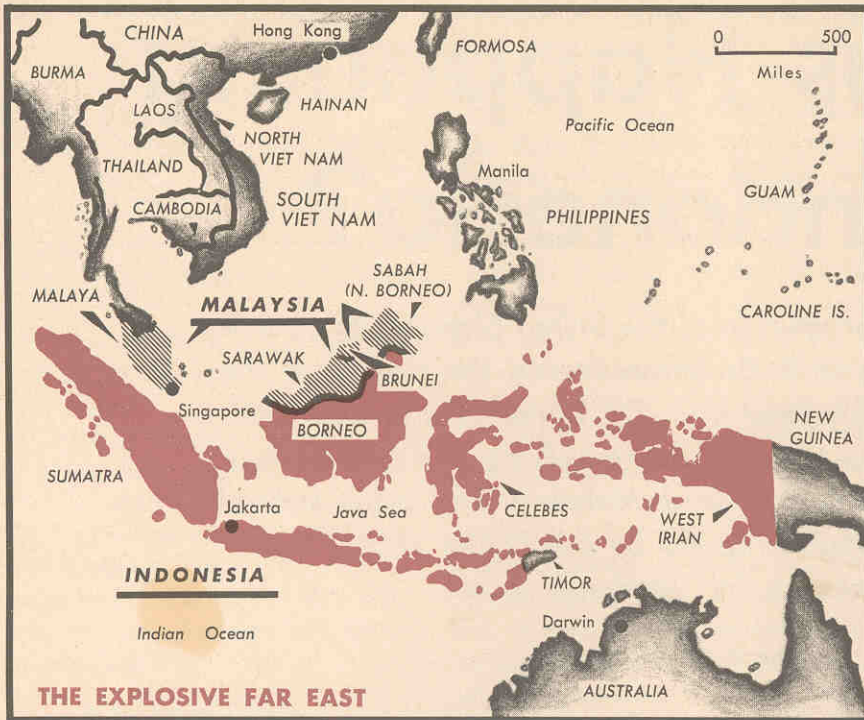 CHINA
Hong Kong
FORMOSA
0 500
Miles
BURMA
LAOS
HAINAN
NORTH
VIET NAM
Pacific Ocean
THAILAND
Manila
GUAM
CAMBODIA
SOUTH
VIET NAM
PHILIPPINES
SABAH
(N. BORNEO)
MALAYA
MALAYSIA
CAROLINE IS.
SARAWAK
BRUNEI
Singapore
BORNEO
NEW
GUINEA
SUMATRA
Jakarta
Java Sea
CELEBES
WEST
IRIAN
INDONESIA
TIMOR
Indian Ocean
Darwin
THE EXPLOSIVE FAR EAST
AUSTRALIA